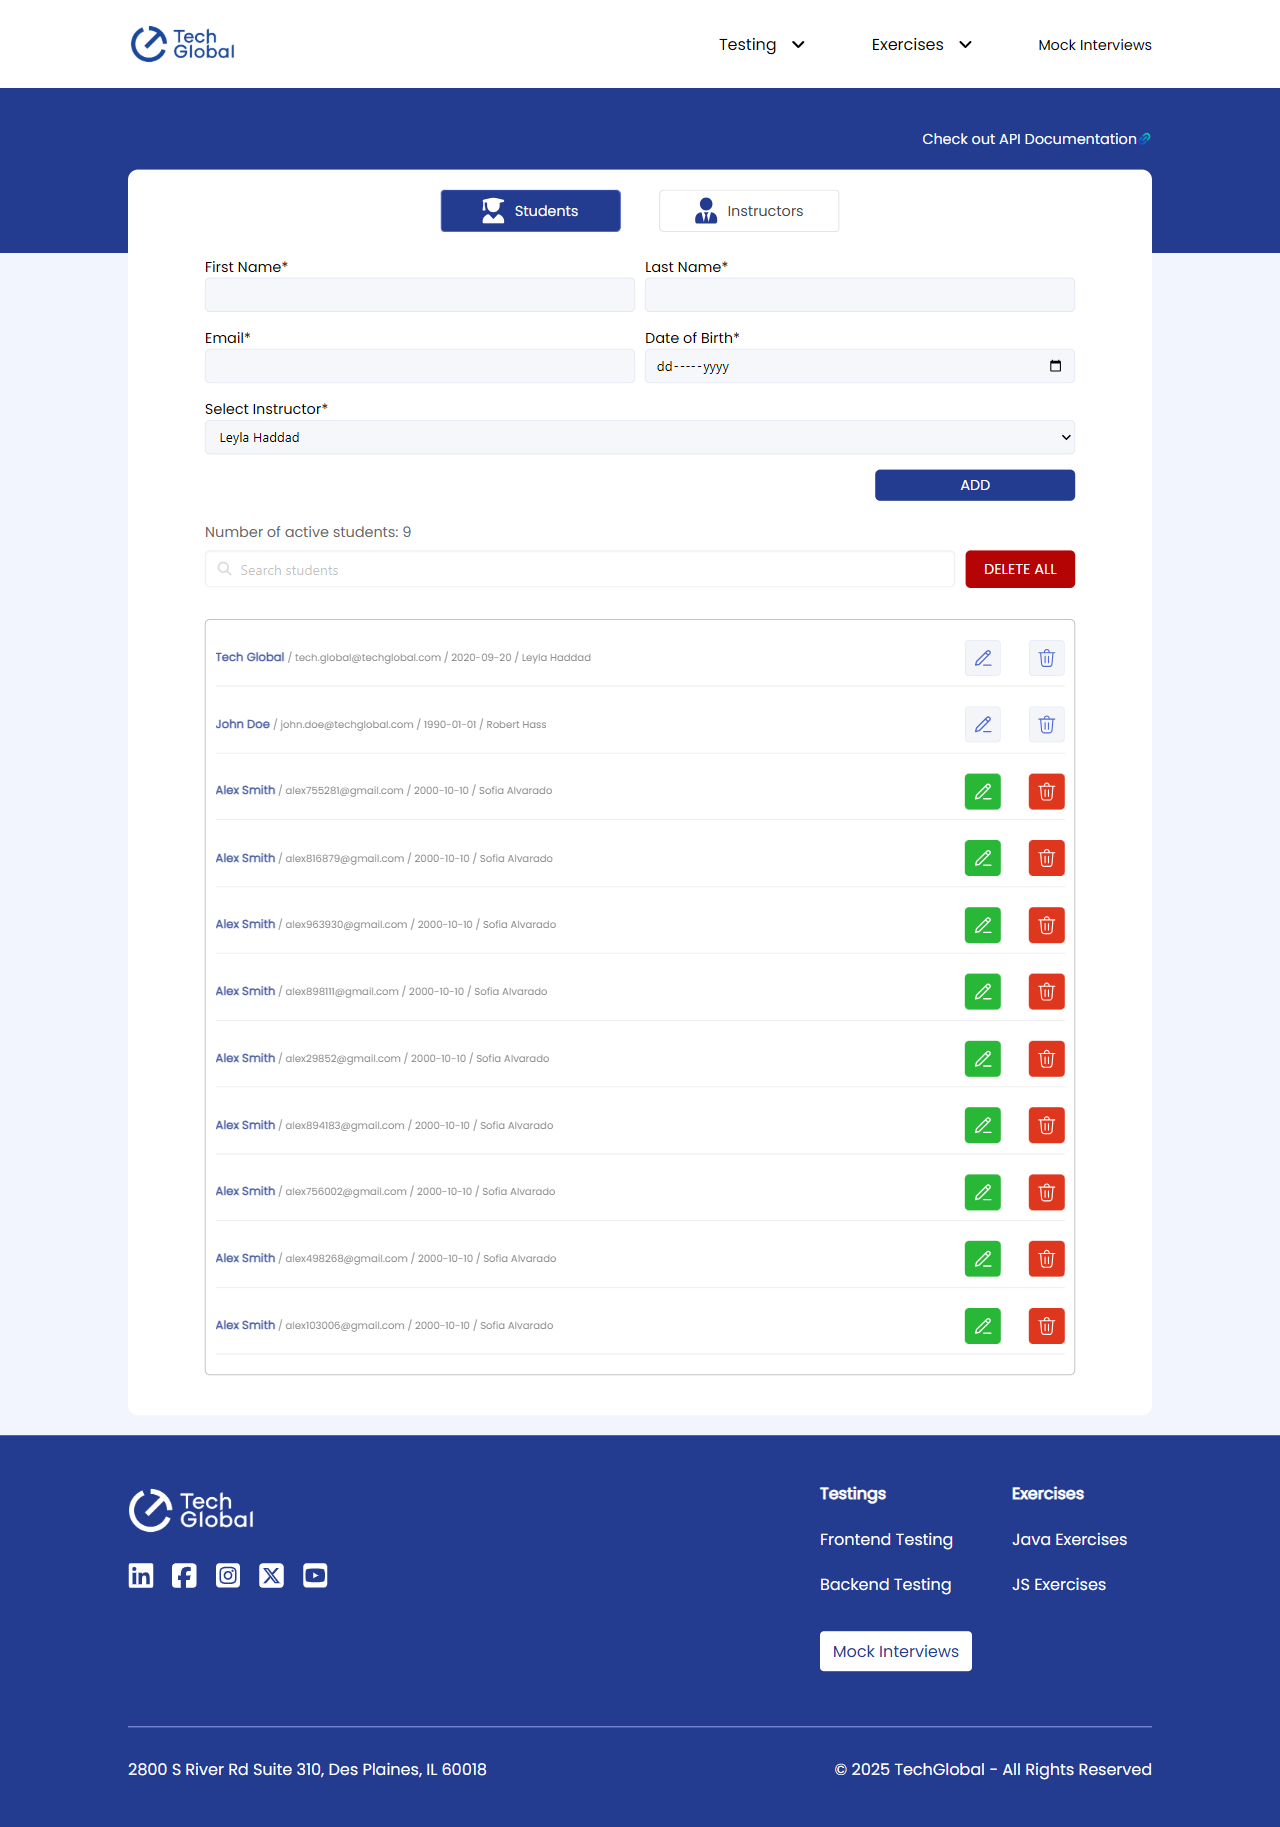 Tech Global
Testing Exercises Mock Interviews
Check out API Documentation
Students Instructors
First Name* Last Name*
Email* Date of Birth*
dd-----yyyy
Select Instructor*
Leyla Haddad
ADD
Number of active students: 9
Search students DELETE ALL
Tech Global / tech.global@techglobal.com / 2020-09-20 / Leyla Haddad
John Doe / john.doe@techglobal.com / 1990-01-01 / Robert Hass
Alex Smith / alex755281@gmail.com / 2000-10-10 / Sofia Alvarado
Alex Smith / alex816879@gmail.com / 2000-10-10 / Sofia Alvarado
Alex Smith / alex963930@gmail.com / 2000-10-10 / Sofia Alvarado
Alex Smith / alex898111@gmail.com / 2000-10-10 / Sofia Alvarado
Alex Smith / alex29852@gmail.com / 2000-10-10 / Sofia Alvarado
Alex Smith / alex894183@gmail.com / 2000-10-10 / Sofia Alvarado
Alex Smith / alex756002@gmail.com / 2000-10-10 / Sofia Alvarado
Alex Smith / alex498268@gmail.com / 2000-10-10 / Sofia Alvarado
Alex Smith / alex103006@gmail.com / 2000-10-10 / Sofia Alvarado
Tech Global
Testings Exercises
Frontend Testing Java Exercises
Backend Testing JS Exercises
Mock Interviews
2800 S River Rd Suite 310, Des Plaines, IL 60018 © 2025 TechGlobal - All Rights Reserved